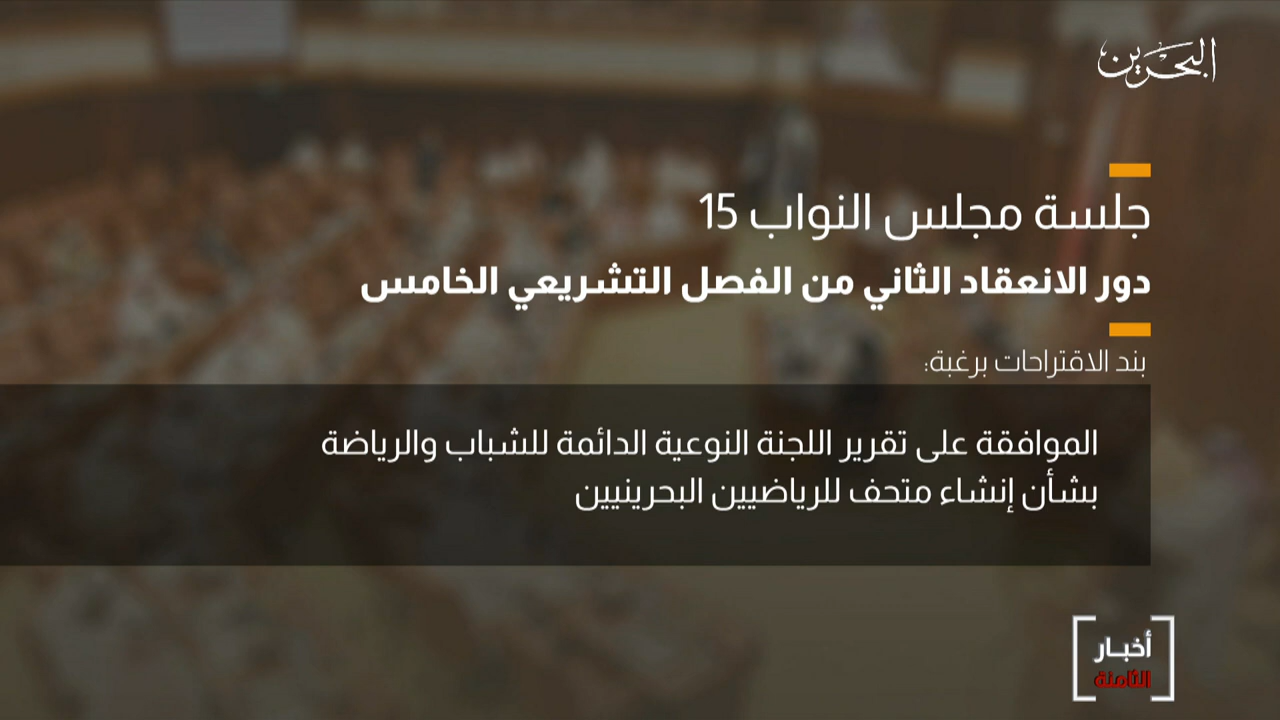 البحرين
جلسة مجلس النواب 15
دور الانعقاد الثاني من الفصل التشريعي الخامس
بند الاقتراحات برغبة:
الموافقة على تقرير اللجنة النوعية الدائمة للشباب والرياضة
بشأن إنشاء متحف للرياضيين البحرينيين
أخبار
الثامنة